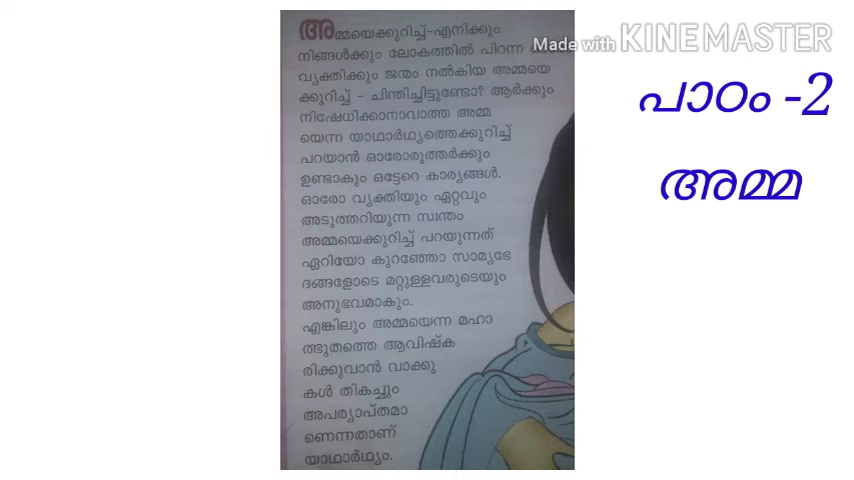 അമ്മയെക്കുറിച്ച്-എനിക്കും
നിങ്ങൾക്കും ലോകത്തിൽ പിറന്ന
വ്യക്തിക്കും ജന്മം നൽകിയ അമ്മയെ
ക്കുറിച്ച് - ചിന്തിച്ചിട്ടുണ്ടോ? ആർക്കും
നിഷേധിക്കാനാവാത്ത അമ്മ
യെന്ന യാഥാർഥ്യത്തെക്കുറിച്ച്
പറയാൻ ഓരോരുത്തർക്കും
ഉണ്ടാകും ഒട്ടേറെ കാര്യങ്ങൾ.
ഓരോ വ്യക്തിയും ഏറ്റവും
അടുത്തറിയുന്ന സ്വന്തം
അമ്മയെക്കുറിച്ച് പറയുന്നത്
ഏറിയോ കുറഞ്ഞോ സാമ്യഭേ
ദങ്ങളോടെ മറ്റുള്ളവരുടെയും
അനുഭവമാകും.
എങ്കിലും അമ്മയെന്ന മഹാ
ത്ഭുതത്തെ ആവിഷ്ക
രിക്കുവാൻ വാക്കു
കൾ തികച്ചും
അപര്യാപ്തമാ
ണെന്നതാണ്
യാഥാർഥ്യം.
Made with KINEMASTER
പാഠം -2
അമ്മ